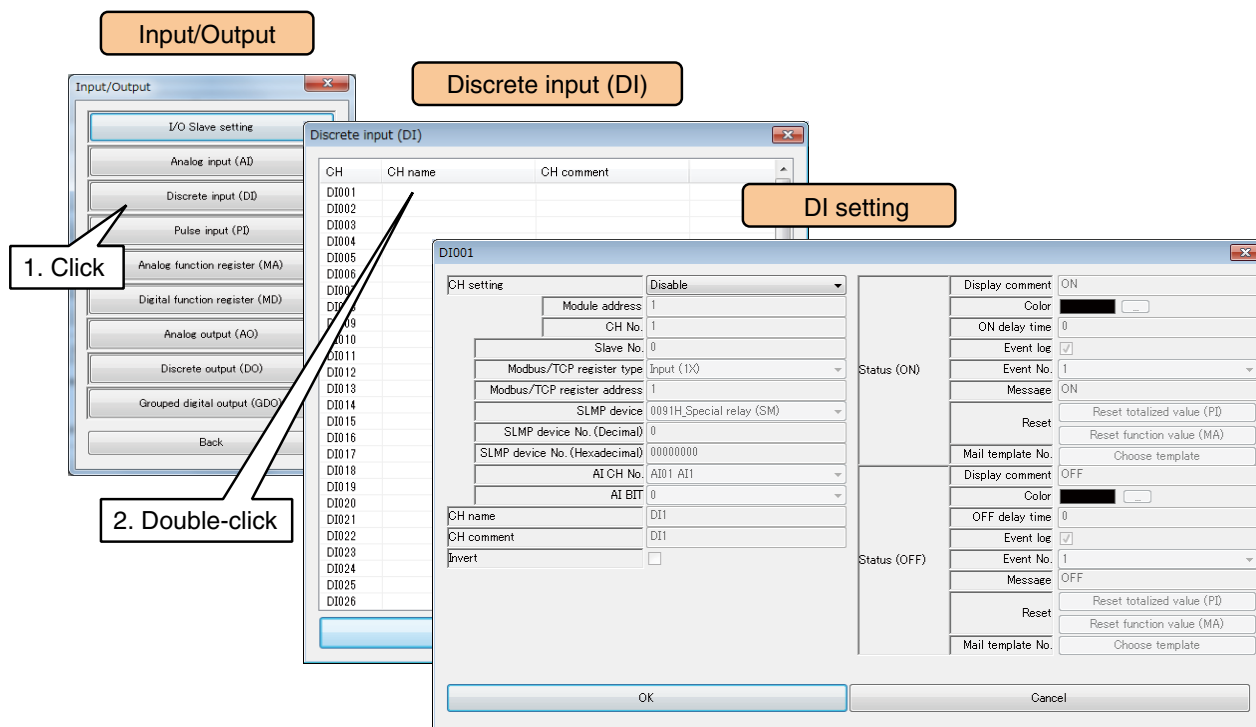 Input/Output
Input/Output
I/O Slave setting
Analog input (AI)
Discrete input (DI)
Pulse input (PI)
Analog function register (MA)
Digital function register (MD)
Analog output (AO)
Discrete output (DO)
Grouped digital output (GDO)
Back
1. Click
Discrete input (DI)
Discrete input (DI)
CH CH name CH comment
DI001
DI002
DI003
DI004
DI005
DI006
DI007
DI009
DI010
DI011
DI012
DI013
DI014
DI015
DI016
DI017
DI018
DI019
DI020
DI021
DI022
DI023
DI024
DI025
DI026
2. Double-click
DI setting
DI001
CH setting Disable
Module address 1
CH No. 1
Slave No. 0
Modbus/TCP register type Input (1X)
Modbus/TCP register address 1
SLMP device 0091H_Special relay (SM)
SLMP device No. (Decimal) 0
SLMP device No. (Hexadecimal) 00000000
AI CH No. AI01 AI1
AI BIT 0
CH name DI1
CH comment DI1
Invert
Status (ON)
Display comment ON
Color ...
ON delay time 0
Event log
Event No. 1
Message ON
Reset
Reset totalized value (PI)
Reset function value (MA)
Mail template No. Choose template
Status (OFF)
Display comment OFF
Color ...
OFF delay time 0
Event log
Event No. 1
Message OFF
Reset
Reset totalized value (PI)
Reset function value (MA)
Mail template No. Choose template
OK
Cancel